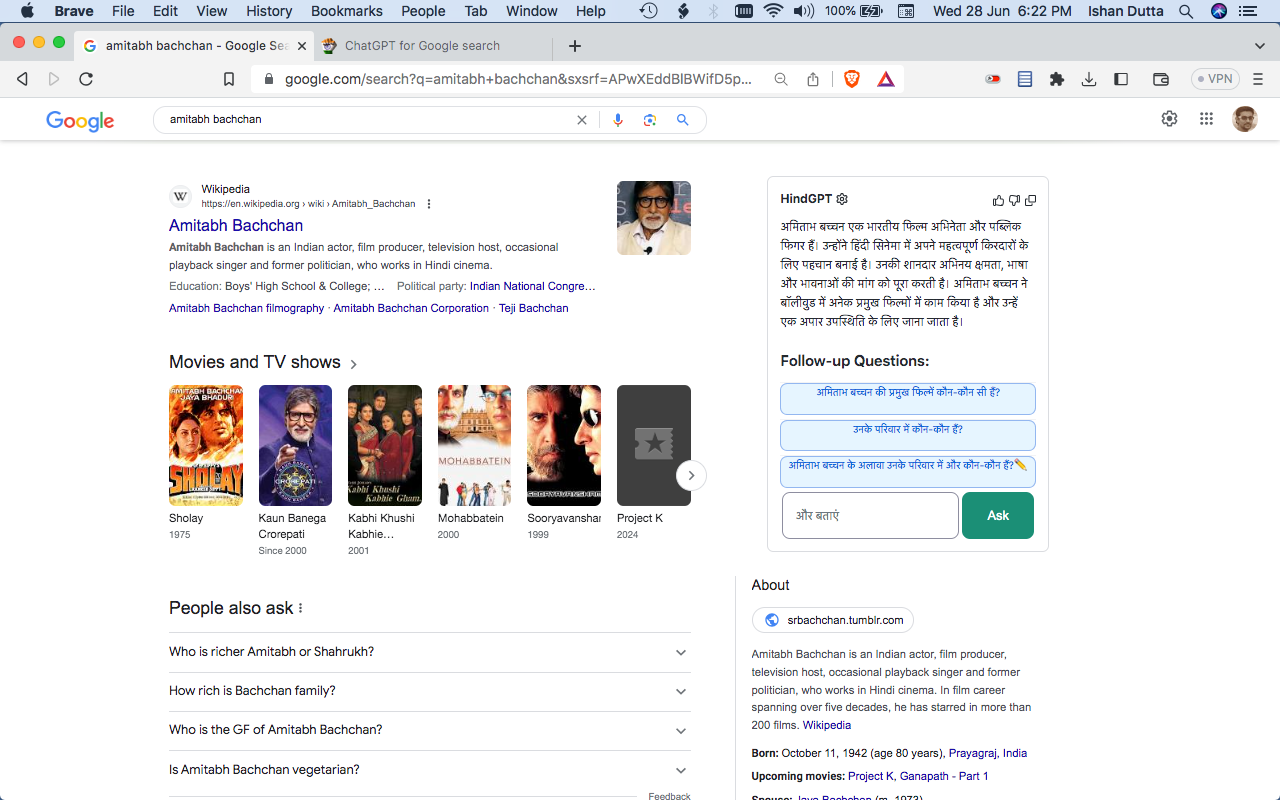 Brave File Edit View History Bookmarks People Tab Window Help 100% Wed 28 Jun 6:22 PM Ishan Dutta
amitabh bachchan - Google Sea
ChatGPT for Google search
google.com/search?q=amitabh+bachchan&sxsrf=APwXEddBlBWifD5p...
VPN
Google
amitabh bachchan
W
Wikipedia
https://en.wikipedia.org › wiki › Amitabh_Bachchan
Amitabh Bachchan
Amitabh Bachchan is an Indian actor, film producer, television host, occasional
playback singer and former politician, who works in Hindi cinema.
Education: Boys' High School & College; ... Political party: Indian National Congre...
Amitabh Bachchan filmography · Amitabh Bachchan Corporation · Teji Bachchan
Movies and TV shows
AMITABH BACHCHAN
JAYA BHADURI
SHOLAY
MOHABBATEIN
Kabhi Khushi
Kabhie Gham
SOORYAVANSHAM
Sholay
1975
Kaun Banega
Crorepati
Since 2000
Kabhi Khushi
Kabhie...
2001
Mohabbatein
2000
Sooryavanshan
1999
Project K
2024
People also ask
Who is richer Amitabh or Shahrukh?
How rich is Bachchan family?
Who is the GF of Amitabh Bachchan?
Is Amitabh Bachchan vegetarian?
Feedback
HindGPT
अमिताभ बच्चन एक भारतीय फिल्म अभिनेता और पब्लिक
फिगर हैं। उन्होंने हिंदी सिनेमा में अपने महत्वपूर्ण किरदारों के
लिए पहचान बनाई है। उनकी शानदार अभिनय क्षमता, भाषा
और भावनाओं की मांग को पूरा करती है। अमिताभ बच्चन ने
बॉलीवुड में अनेक प्रमुख फिल्मों में काम किया है और उन्हें
एक अपार उपस्थिति के लिए जाना जाता है।
Follow-up Questions:
अमिताभ बच्चन की प्रमुख फिल्में कौन-कौन सी हैं?
उनके परिवार में कौन-कौन हैं?
अमिताभ बच्चन के अलावा उनके परिवार में और कौन-कौन हैं?✏️
और बताएं
Ask
About
srbachchan.tumblr.com
Amitabh Bachchan is an Indian actor, film producer,
television host, occasional playback singer and former
politician, who works in Hindi cinema. In film career
spanning over five decades, he has starred in more than
200 films. Wikipedia
Born: October 11, 1942 (age 80 years), Prayagraj, India
Upcoming movies: Project K, Ganapath - Part 1
Spouse: Jaya Bachchan (m. 1973)